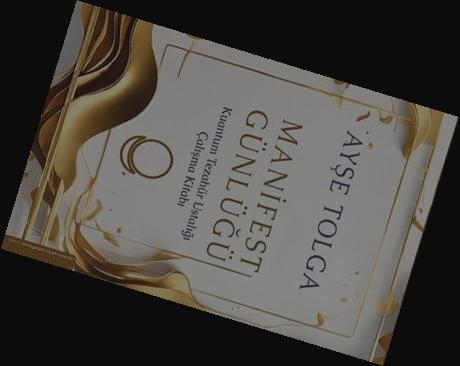 AYŞE TOLGA
MANİFEST
GÜNLÜĞÜ
Kuantum Tezahür Ustalığı
Çalışma Kitabı